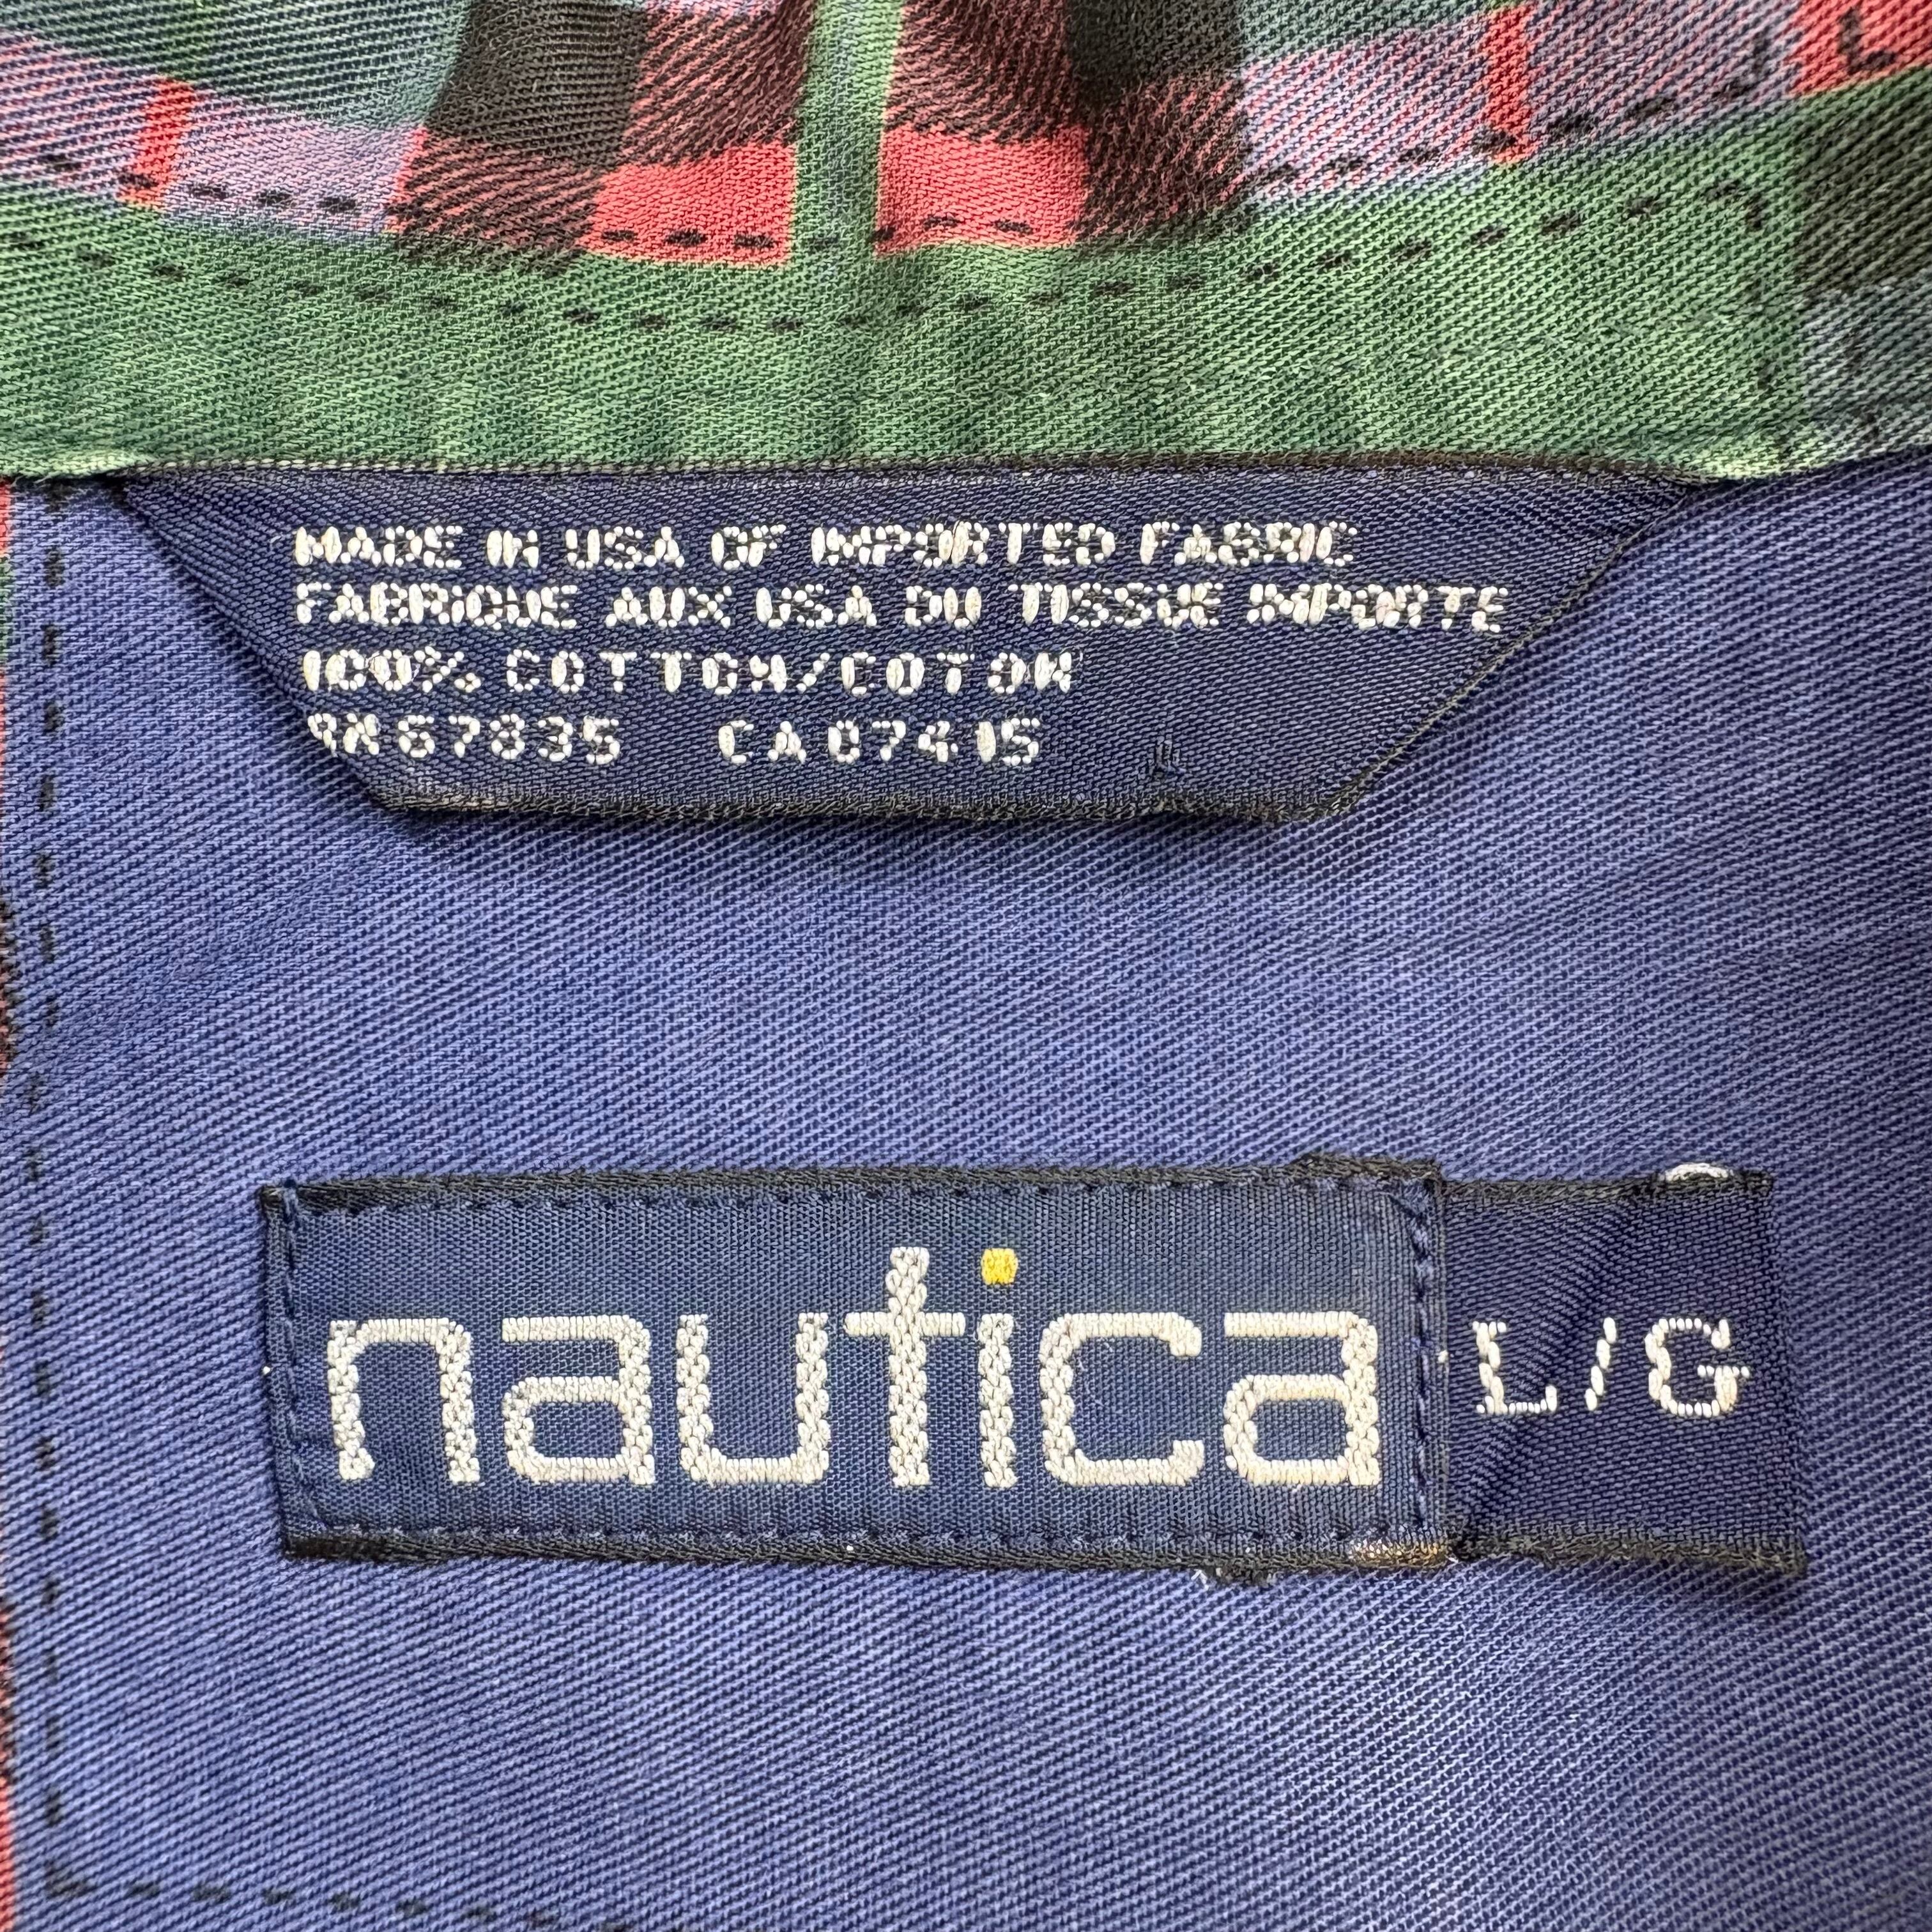 MADE IN USA OF IMPORTED FABRIC
FABRIQUE AUX USA DU TISSUE IMPORTE
100% COTTON/COTON
RN67835 CA07415
nautica L/G